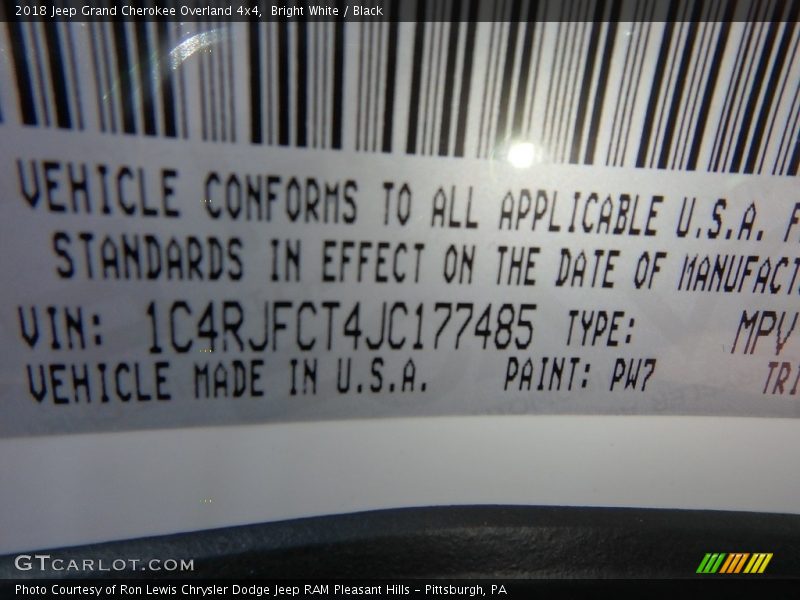 2018 Jeep Grand Cherokee Overland 4x4,  Bright White / Black
VEHICLE CONFORMS TO ALL APPLICABLE U.S.A.
STANDARDS IN EFFECT ON THE DATE OF
VIN: 1C4RJFCT4JC177485 TYPE: MPV
VEHICLE MADE IN U.S.A. PAINT: PW7
GTCARLOT.COM
Photo Courtesy of Ron Lewis Chrysler Dodge Jeep RAM Pleasant Hills - Pittsburgh, PA